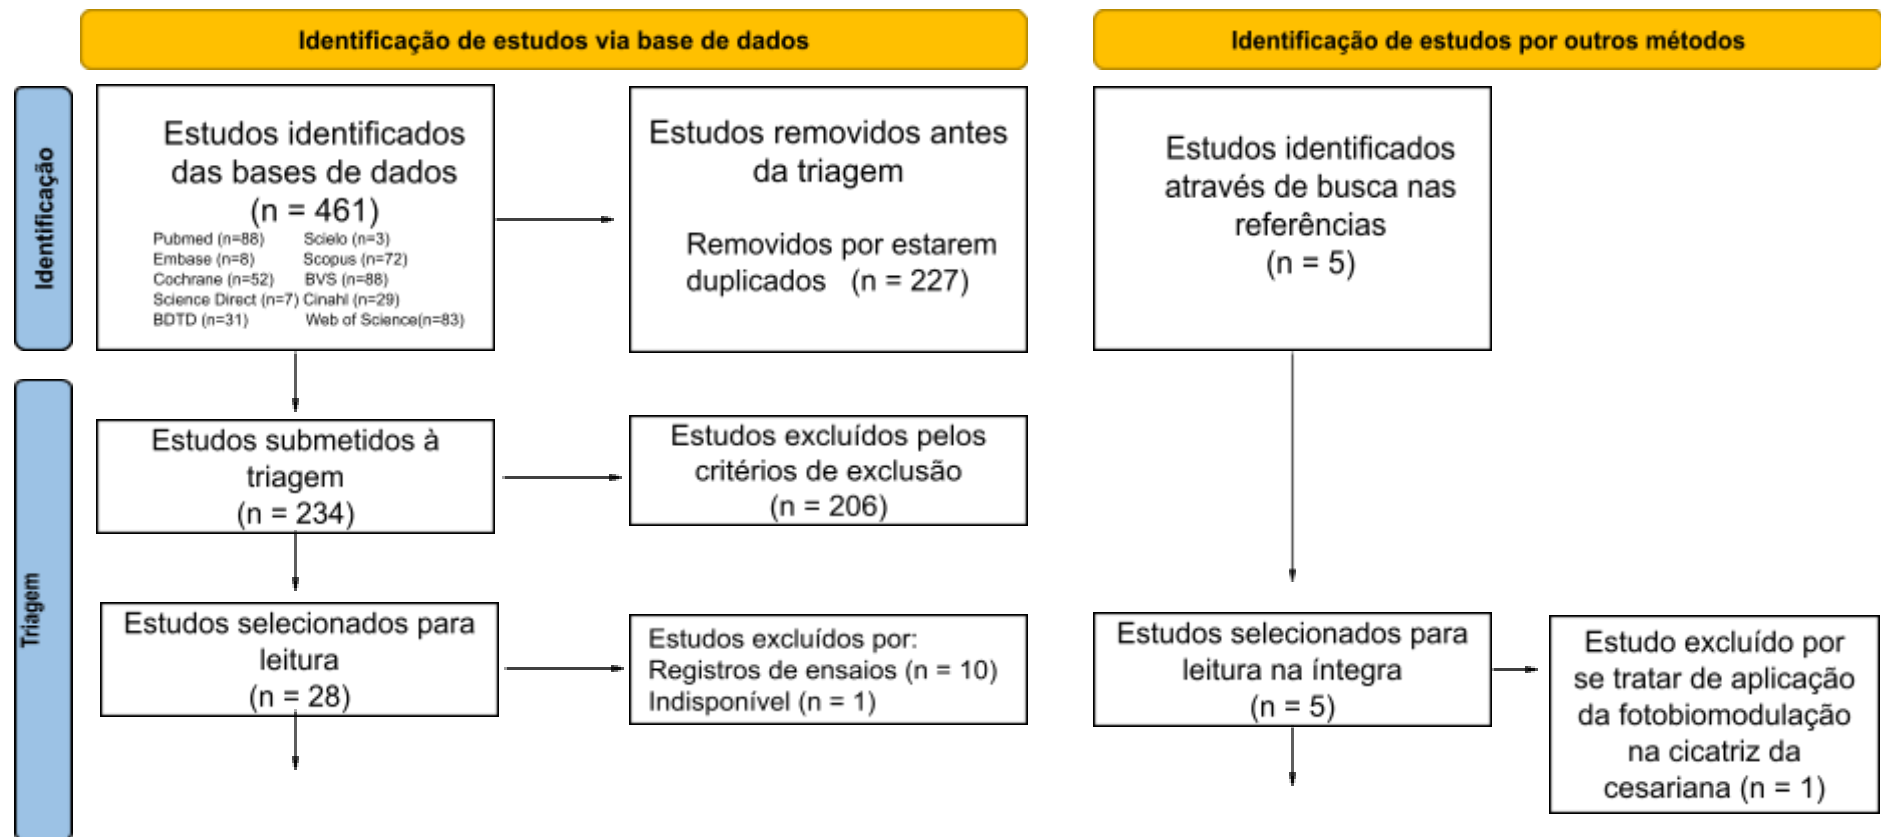 Identificação de estudos via base de dados
Identificação de estudos por outros métodos
Identificação
Estudos identificados
das bases de dados
(n = 461)
Pubmed (n=88) Scielo (n=3)
Embase (n=8) Scopus (n=72)
Cochrane (n=52) BVS (n=88)
Science Direct (n=7) Cinahl (n=29)
BDTD (n=31) Web of Science(n=83)
Estudos removidos antes
da triagem
Removidos por estarem
duplicados (n = 227)
Estudos identificados
através de busca nas
referências
(n = 5)
Triagem
Estudos submetidos à
triagem
(n = 234)
Estudos excluídos pelos
critérios de exclusão
(n = 206)
Estudos selecionados para
leitura
(n = 28)
Estudos excluídos por:
Registros de ensaios (n = 10)
Indisponível (n = 1)
Estudos selecionados para
leitura na íntegra
(n = 5)
Estudo excluído por
se tratar de aplicação
da fotobiomodulação
na cicatriz da
cesariana (n = 1)